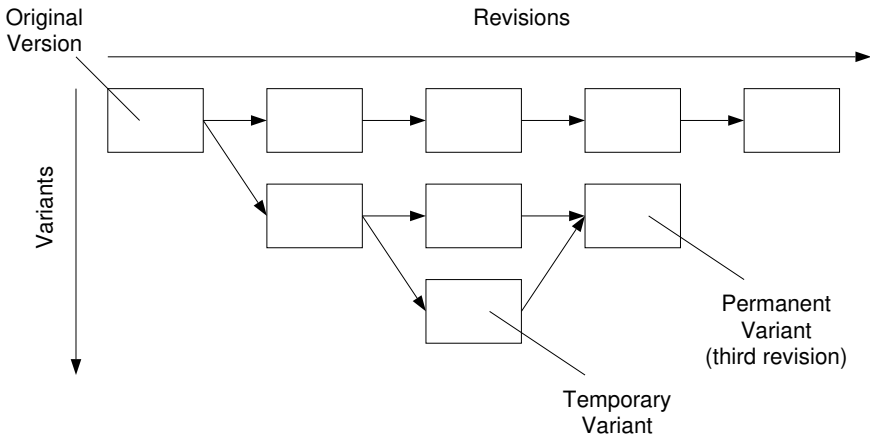 Original
Version
Revisions
Variants
Permanent
Variant
(third revision)
Temporary
Variant